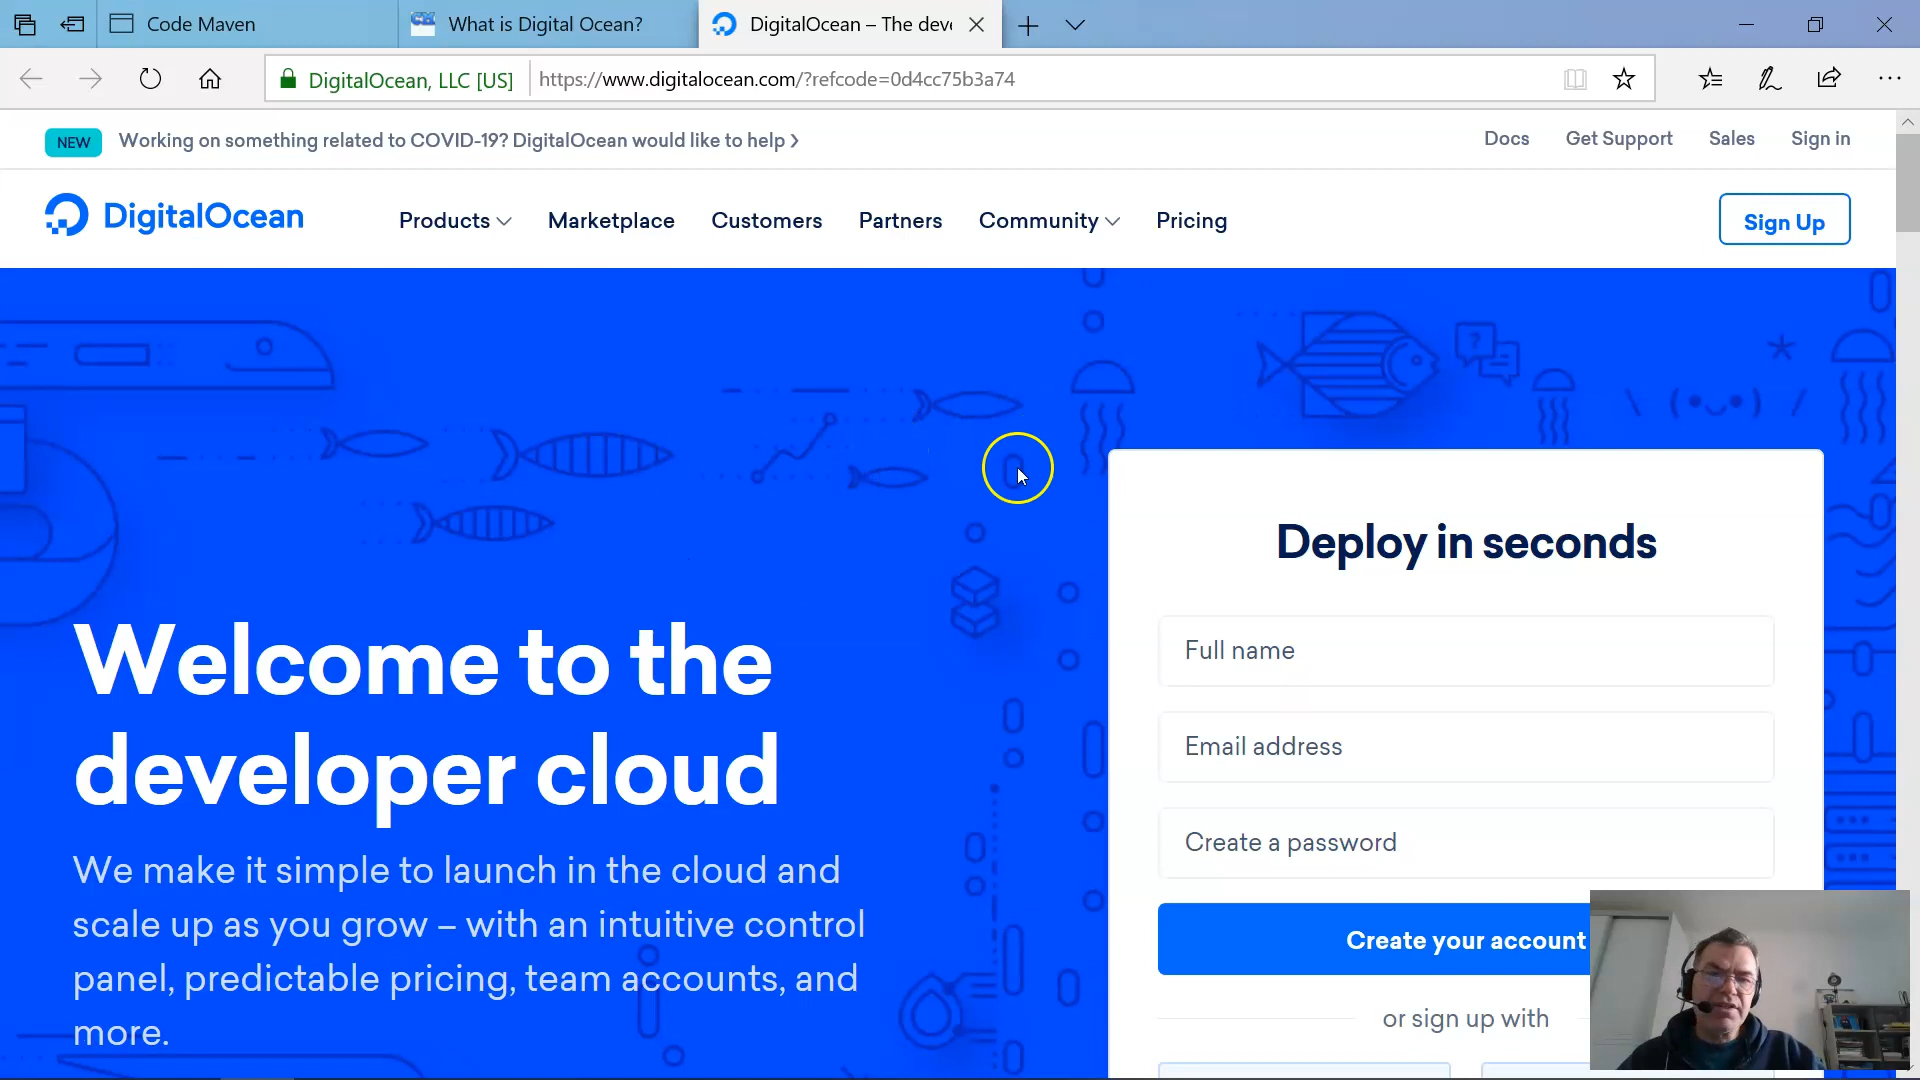 Code Maven
What is Digital Ocean?
DigitalOcean – The deve
DigitalOcean, LLC [US]
https://www.digitalocean.com/?refcode=0d4cc75b3a74
NEW
Working on something related to COVID-19? DigitalOcean would like to help >
Docs
Get Support
Sales
Sign in
DigitalOcean
Products
Marketplace
Customers
Partners
Community
Pricing
Sign Up
Welcome to the
developer cloud
We make it simple to launch in the cloud and
scale up as you grow – with an intuitive control
panel, predictable pricing, team accounts, and
more.
Deploy in seconds
Full name
Email address
Create a password
Create your account
or sign up with